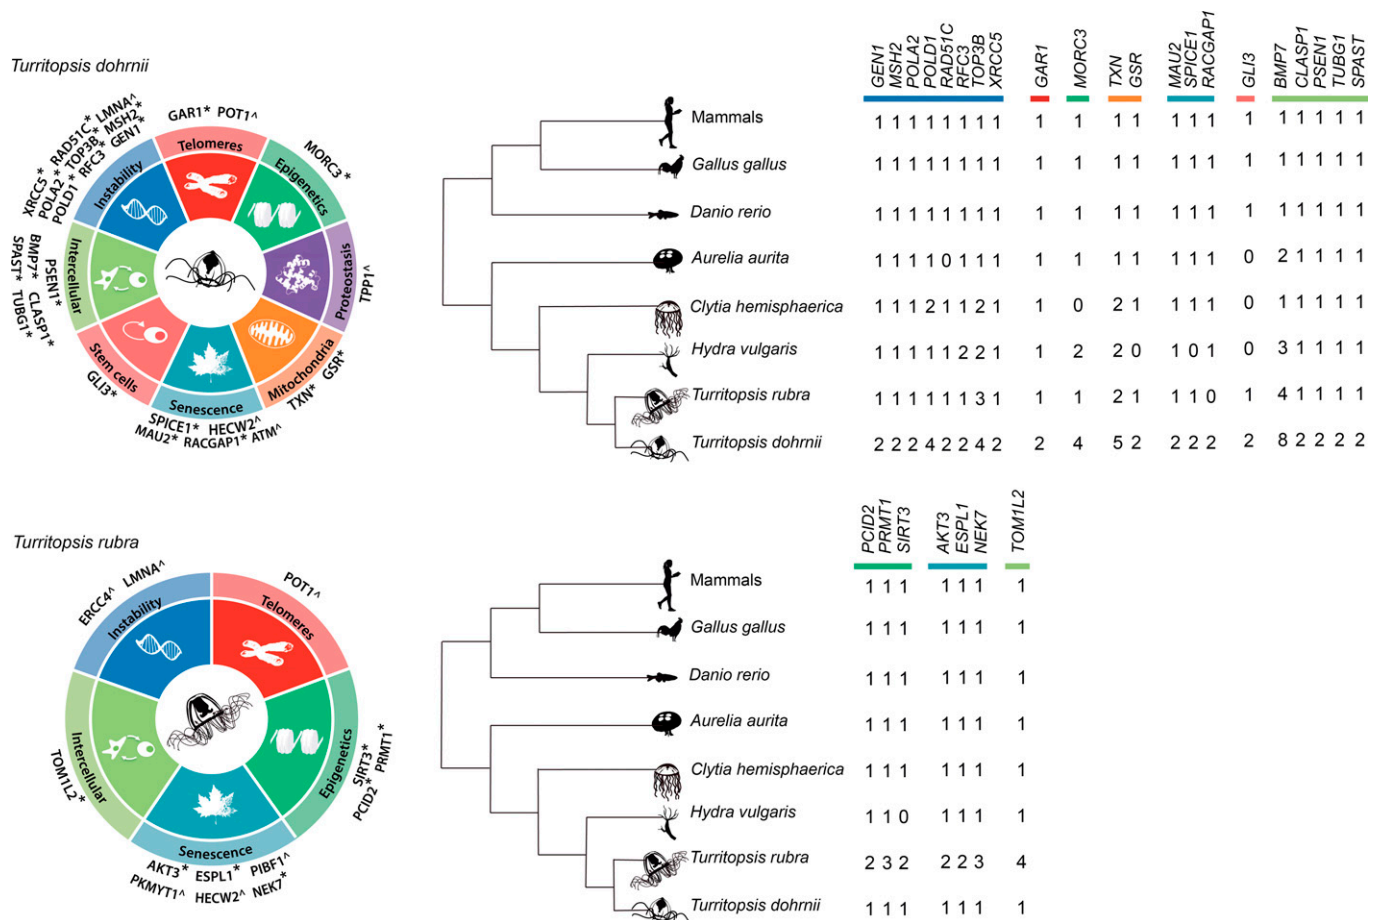 Turritopsis dohrnii
XRCC5* RAD51C* LMNA^
POLA2* TOP3B* MSH2*
POLD1* RFC3* GEN1*
GAR1* POT1^
MORC3*
TPP1^
GSR*
TXN*
SPICE1* HECW2^
MAU2* RACGAP1* ATM^
GLI3*
PSEN1* CLASP1*
BMP7*
SPAST* TUBG1*
Instability
Telomeres
Epigenetics
Proteostasis
Mitochondria
Senescence
Stem cells
Intercellular
GEN1 MSH2 POLA2 POLD1 RAD51C RFC3 TOP3B XRCC5 GAR1 MORC3 TXN GSR MAU2 SPICE1 RACGAP1 GLI3 BMP7 CLASP1 PSEN1 TUBG1 SPAST
Mammals 1 1 1 1 1 1 1 1 1 1 1 1 1 1 1 1 1 1 1 1 1
Gallus gallus 1 1 1 1 1 1 1 1 1 1 1 1 1 1 1 1 1 1 1 1 1
Danio rerio 1 1 1 1 1 1 1 1 1 1 1 1 1 1 1 1 1 1 1 1 1
Aurelia aurita 1 1 1 1 0 1 1 1 1 1 1 1 1 1 1 0 2 1 1 1 1
Clytia hemisphaerica 1 1 1 2 1 1 2 1 1 0 2 1 1 1 1 0 1 1 1 1 1
Hydra vulgaris 1 1 1 1 1 2 2 1 1 2 2 0 1 0 1 0 3 1 1 1 1
Turritopsis rubra 1 1 1 1 1 1 3 1 1 1 2 1 1 1 0 1 4 1 1 1 1
Turritopsis dohrnii 2 2 2 4 2 2 4 2 2 4 5 2 2 2 2 2 8 2 2 2 2
Turritopsis rubra
ERCC4^ LMNA^
POT1^
SIRT3* PRMT1*
PCID2*
AKT3* ESPL1* PIBF1^
PKMYT1^ HECW2^ NEK7*
TOM1L2*
Instability
Telomeres
Epigenetics
Senescence
Intercellular
PCID2 PRMT1 SIRT3 AKT3 ESPL1 NEK7 TOM1L2
Mammals 1 1 1 1 1 1 1
Gallus gallus 1 1 1 1 1 1 1
Danio rerio 1 1 1 1 1 1 1
Aurelia aurita 1 1 1 1 1 1 1
Clytia hemisphaerica 1 1 1 1 1 1 1
Hydra vulgaris 1 1 0 1 1 1 1
Turritopsis rubra 2 3 2 2 2 3 4
Turritopsis dohrnii 1 1 1 1 1 1 1